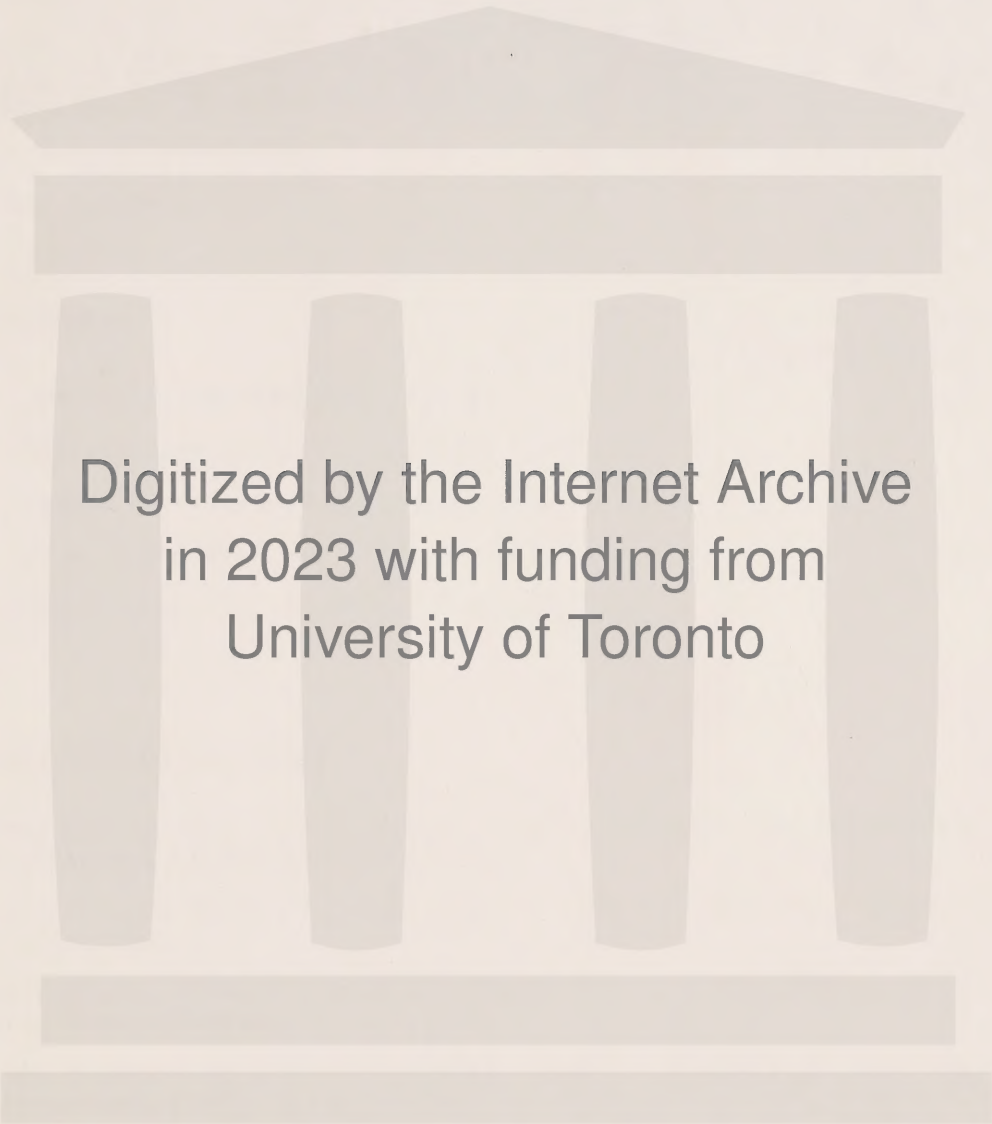 Digitized by the Internet Archive
in 2023 with funding from
University of Toronto